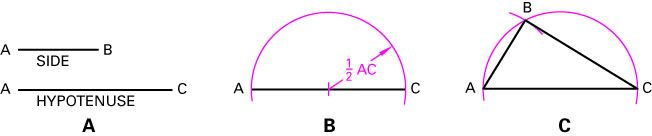 A B
SIDE
A C
HYPOTENUSE
A
A C
1/2 AC
B
B
A C
C